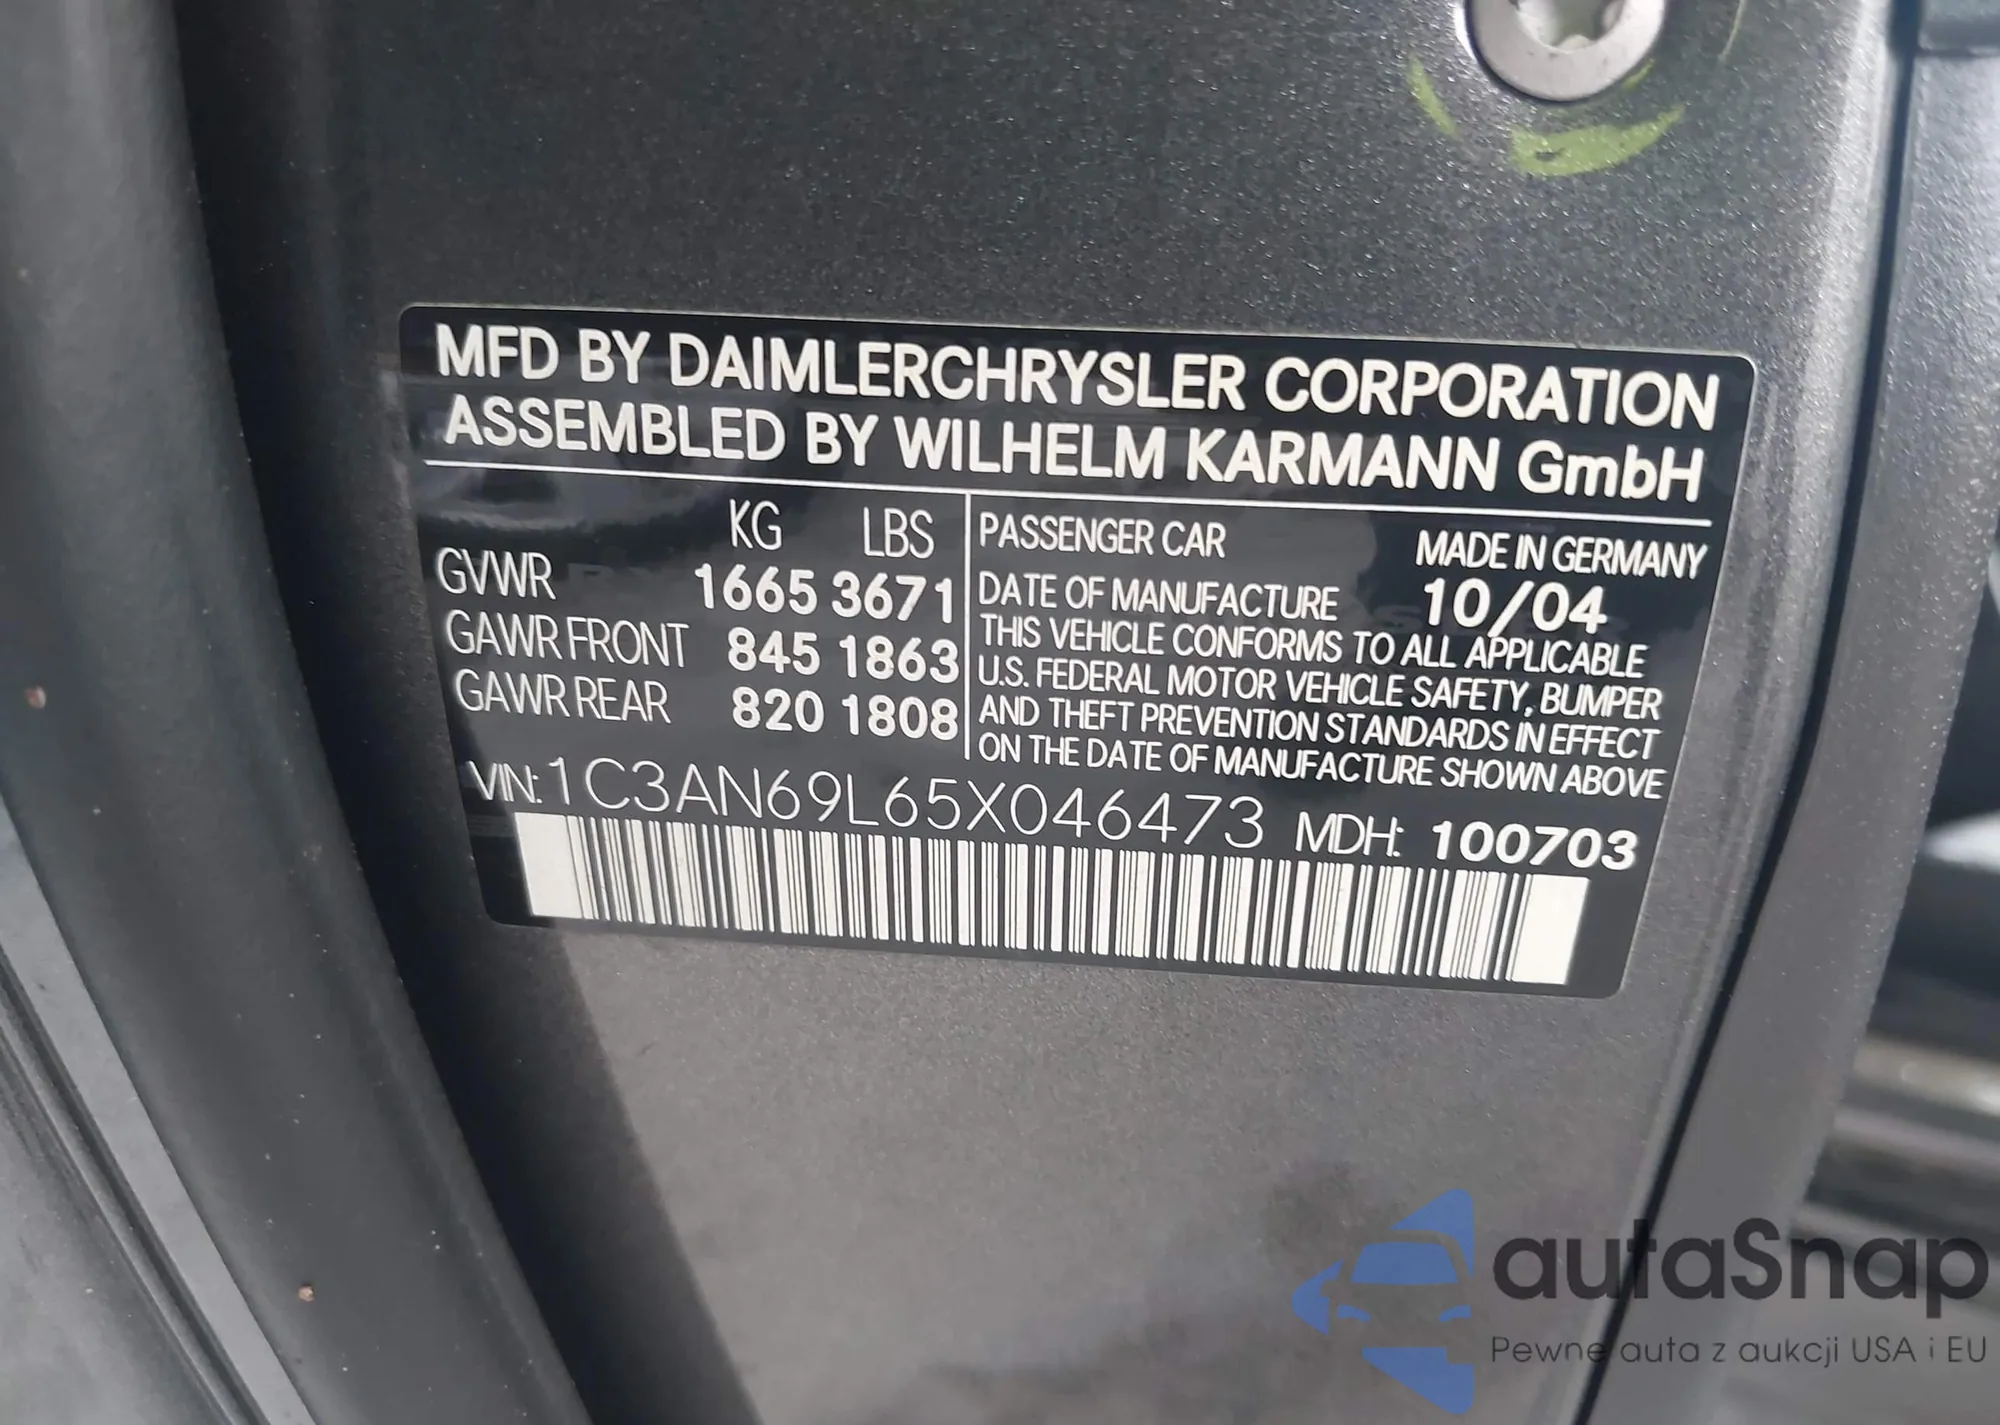 MFD BY DAIMLERCHRYSLER CORPORATION
ASSEMBLED BY WILHELM KARMANN GmbH
KG LBS
GVWR 1665 3671
GAWR FRONT 845 1863
GAWR REAR 820 1808
PASSENGER CAR MADE IN GERMANY
DATE OF MANUFACTURE 10/04
THIS VEHICLE CONFORMS TO ALL APPLICABLE
U.S. FEDERAL MOTOR VEHICLE SAFETY, BUMPER
AND THEFT PREVENTION STANDARDS IN EFFECT
ON THE DATE OF MANUFACTURE SHOWN ABOVE
VIN: 1C3AN69L65X046473 MDH: 100703
autaSnap
Pewne auta z aukcji USA i EU